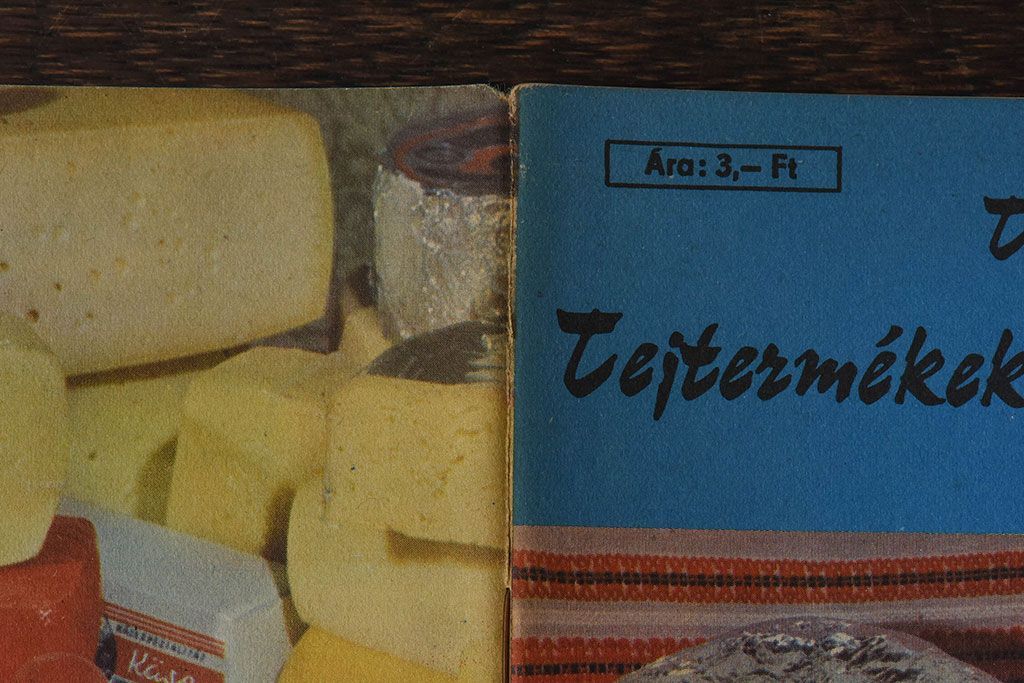 Ára: 3,— Ft
Tejtermékek